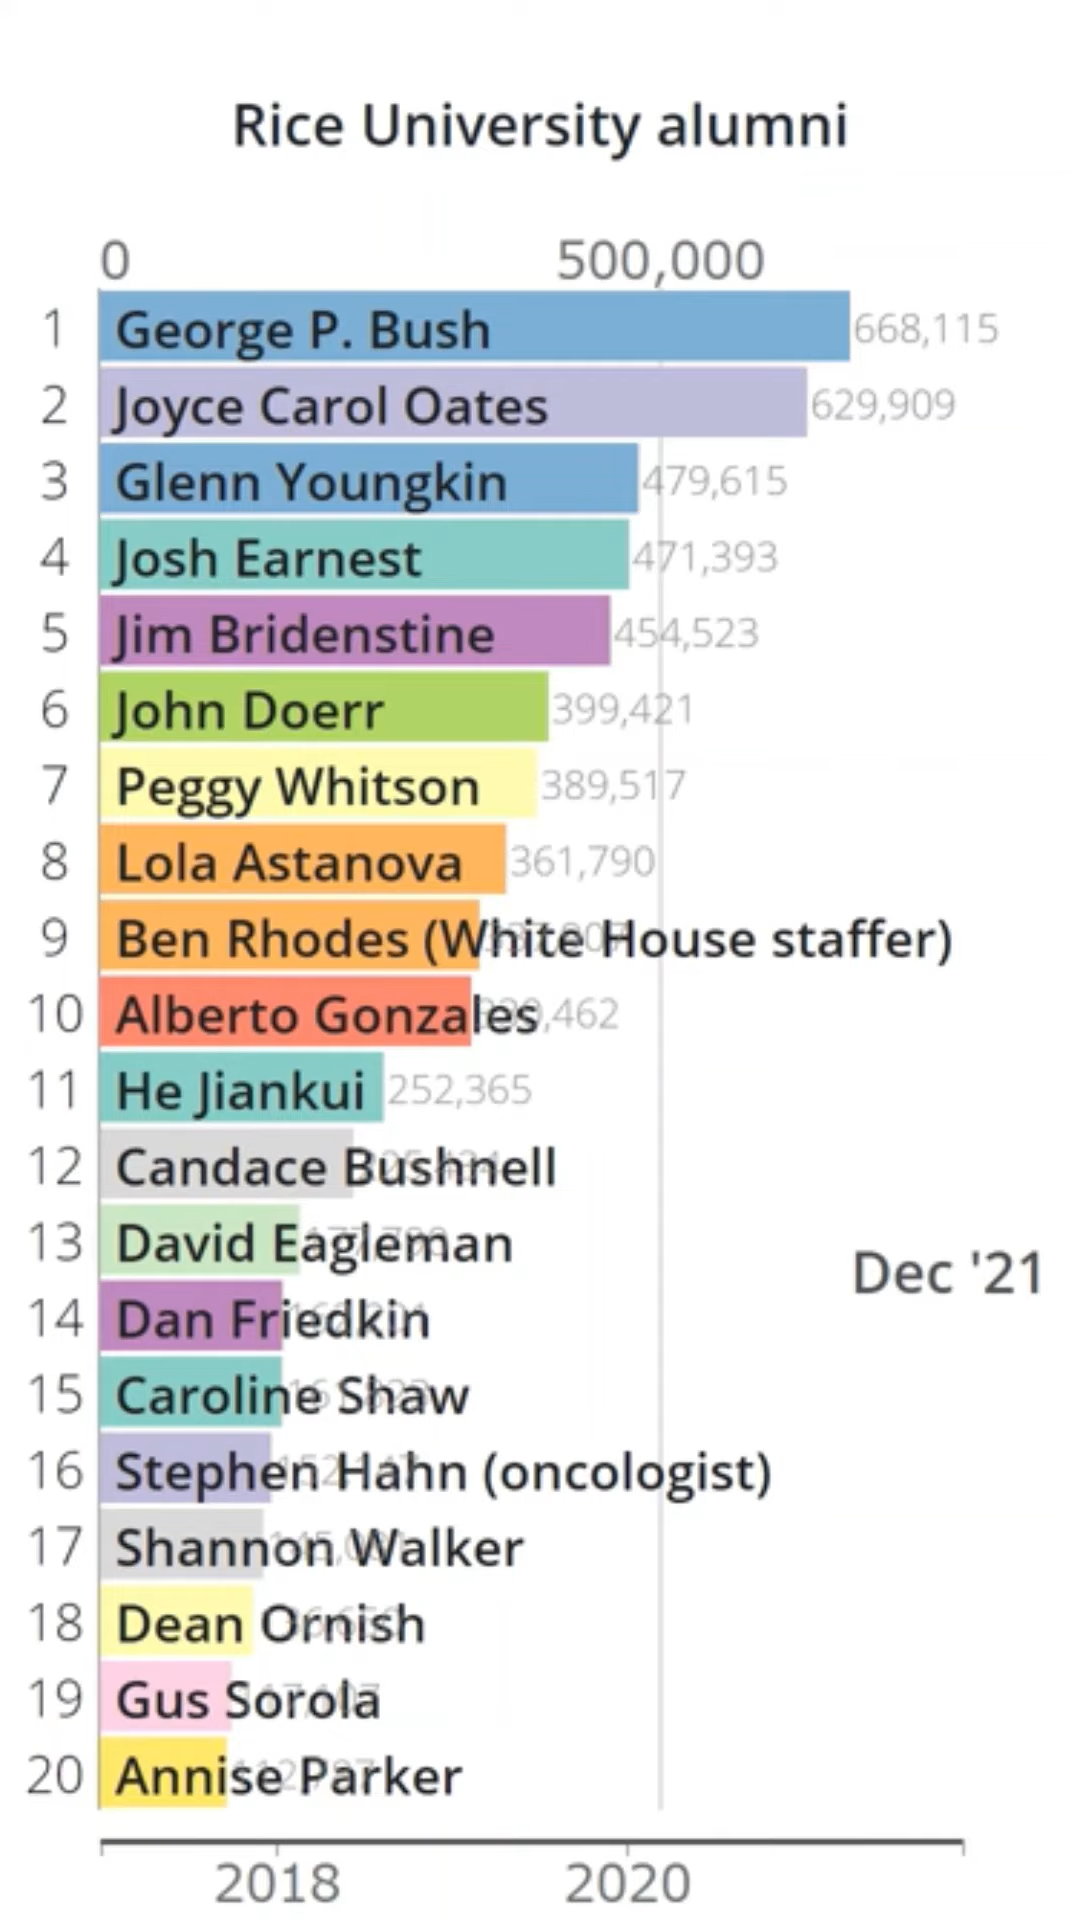 Rice University alumni
0 500,000
1 George P. Bush 668,115
2 Joyce Carol Oates 629,909
3 Glenn Youngkin 479,615
4 Josh Earnest 471,393
5 Jim Bridenstine 454,523
6 John Doerr 399,421
7 Peggy Whitson 389,517
8 Lola Astanova 361,790
9 Ben Rhodes (White House staffer)
10 Alberto Gonzales
11 He Jiankui 252,365
12 Candace Bushnell
13 David Eagleman
Dec '21
14 Dan Friedkin
15 Caroline Shaw
16 Stephen Hahn (oncologist)
17 Shannon Walker
18 Dean Ornish
19 Gus Sorola
20 Annise Parker
2018 2020